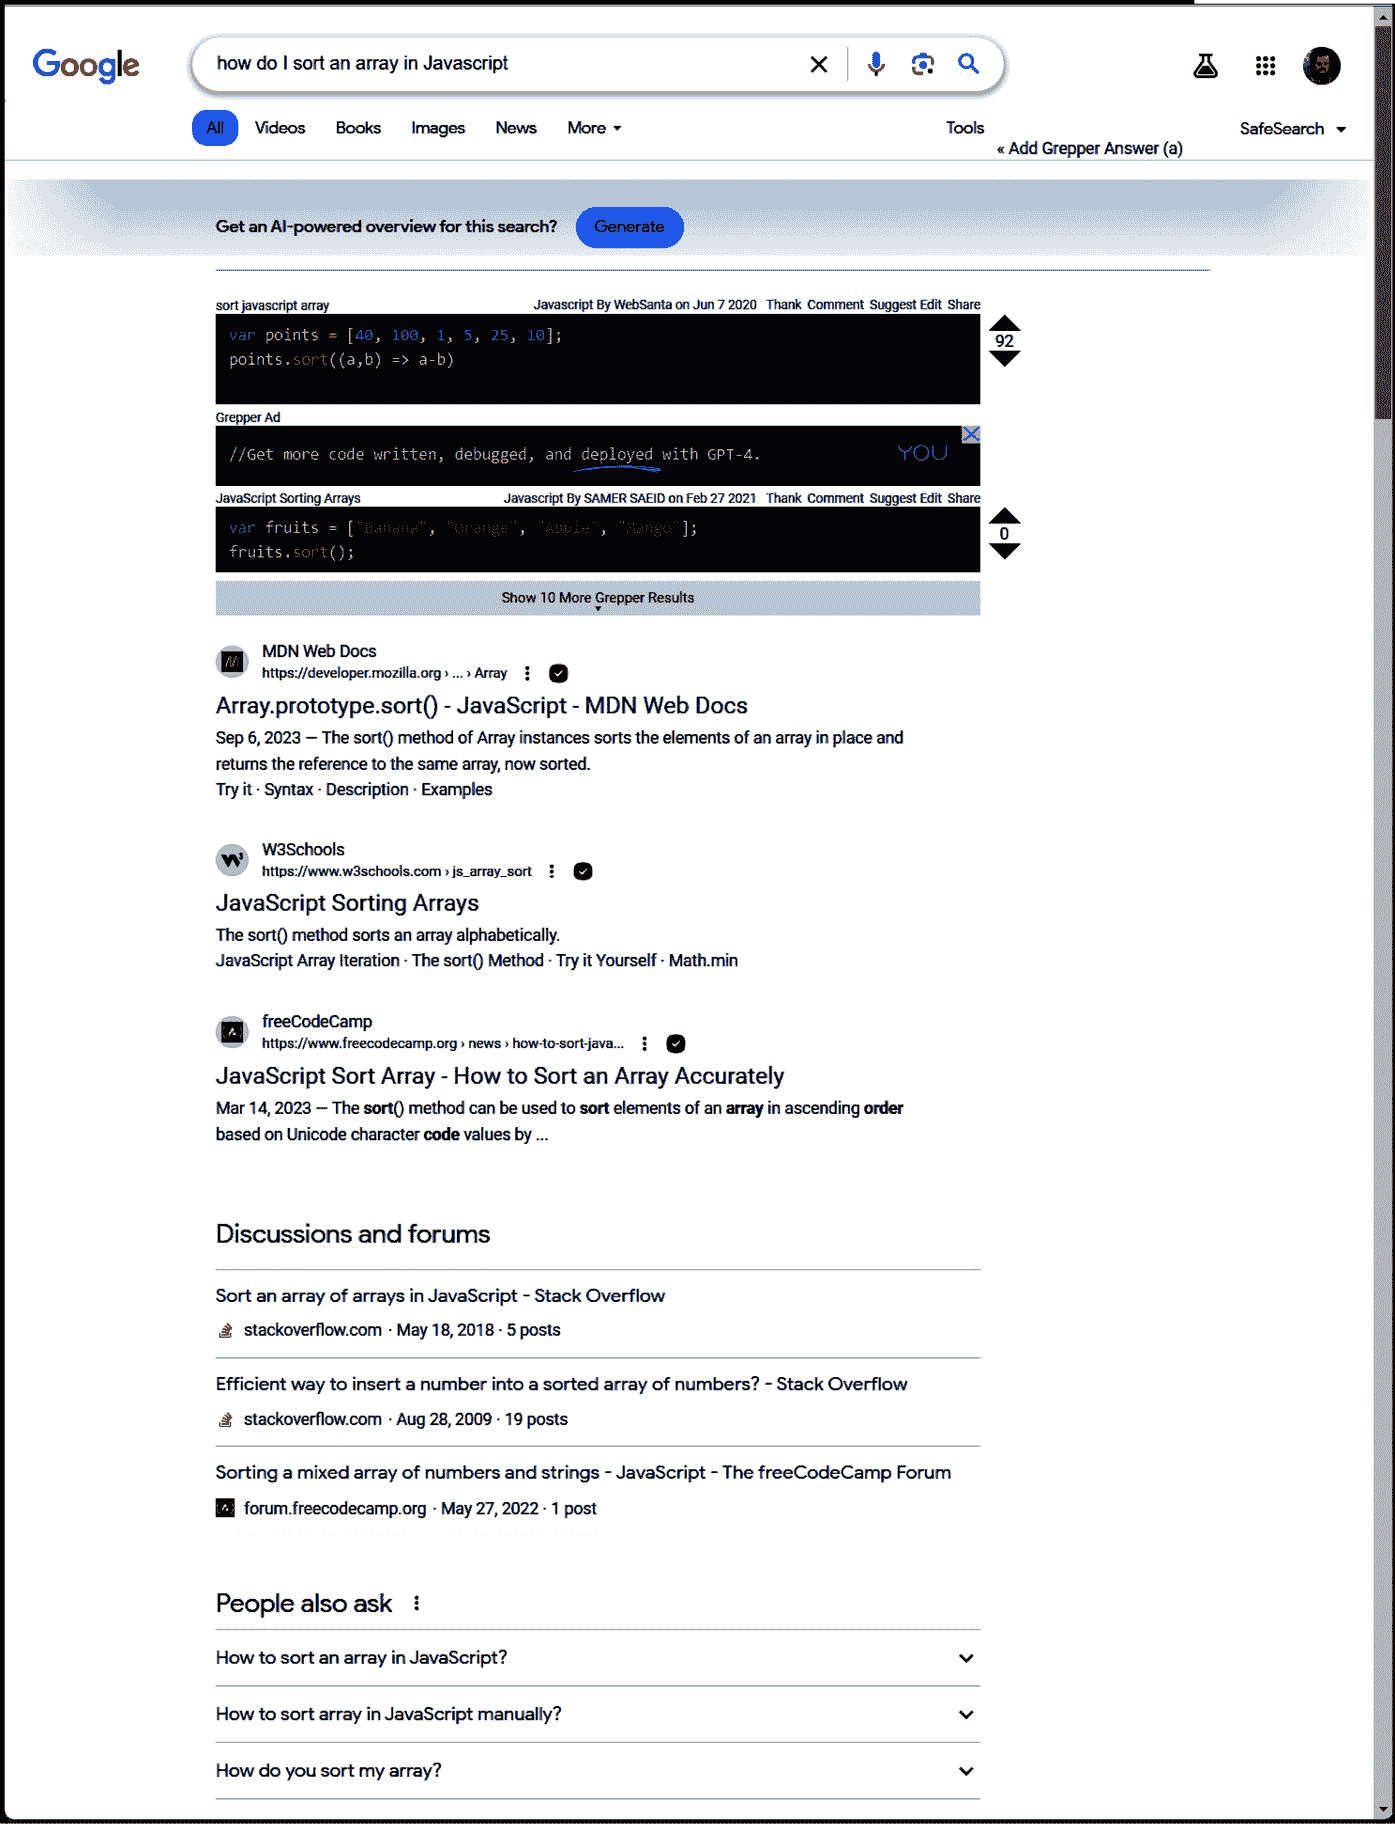 Google
how do I sort an array in Javascript
All Videos Books Images News More Tools SafeSearch
« Add Grepper Answer (a)
Get an AI-powered overview for this search? Generate
sort javascript array Javascript By WebSanta on Jun 7 2020 Thank Comment Suggest Edit Share
var points = [40, 100, 1, 5, 25, 10];
points.sort((a,b) => a-b)
92
Grepper Ad
//Get more code written, debugged, and deployed with GPT-4. YOU
JavaScript Sorting Arrays Javascript By SAMER SAEID on Feb 27 2021 Thank Comment Suggest Edit Share
var fruits = ["Banana", "Orange", "Apple", "Mango"];
fruits.sort();
0
Show 10 More Grepper Results
MDN Web Docs
https://developer.mozilla.org › ... › Array
Array.prototype.sort() - JavaScript - MDN Web Docs
Sep 6, 2023 — The sort() method of Array instances sorts the elements of an array in place and
returns the reference to the same array, now sorted.
Try it · Syntax · Description · Examples
W3Schools
https://www.w3schools.com › js_array_sort
JavaScript Sorting Arrays
The sort() method sorts an array alphabetically.
JavaScript Array Iteration · The sort() Method · Try it Yourself · Math.min
freeCodeCamp
https://www.freecodecamp.org › news › how-to-sort-java...
JavaScript Sort Array - How to Sort an Array Accurately
Mar 14, 2023 — The sort() method can be used to sort elements of an array in ascending order
based on Unicode character code values by ...
Discussions and forums
Sort an array of arrays in JavaScript - Stack Overflow
stackoverflow.com · May 18, 2018 · 5 posts
Efficient way to insert a number into a sorted array of numbers? - Stack Overflow
stackoverflow.com · Aug 28, 2009 · 19 posts
Sorting a mixed array of numbers and strings - JavaScript - The freeCodeCamp Forum
forum.freecodecamp.org · May 27, 2022 · 1 post
People also ask
How to sort an array in JavaScript?
How to sort array in JavaScript manually?
How do you sort my array?